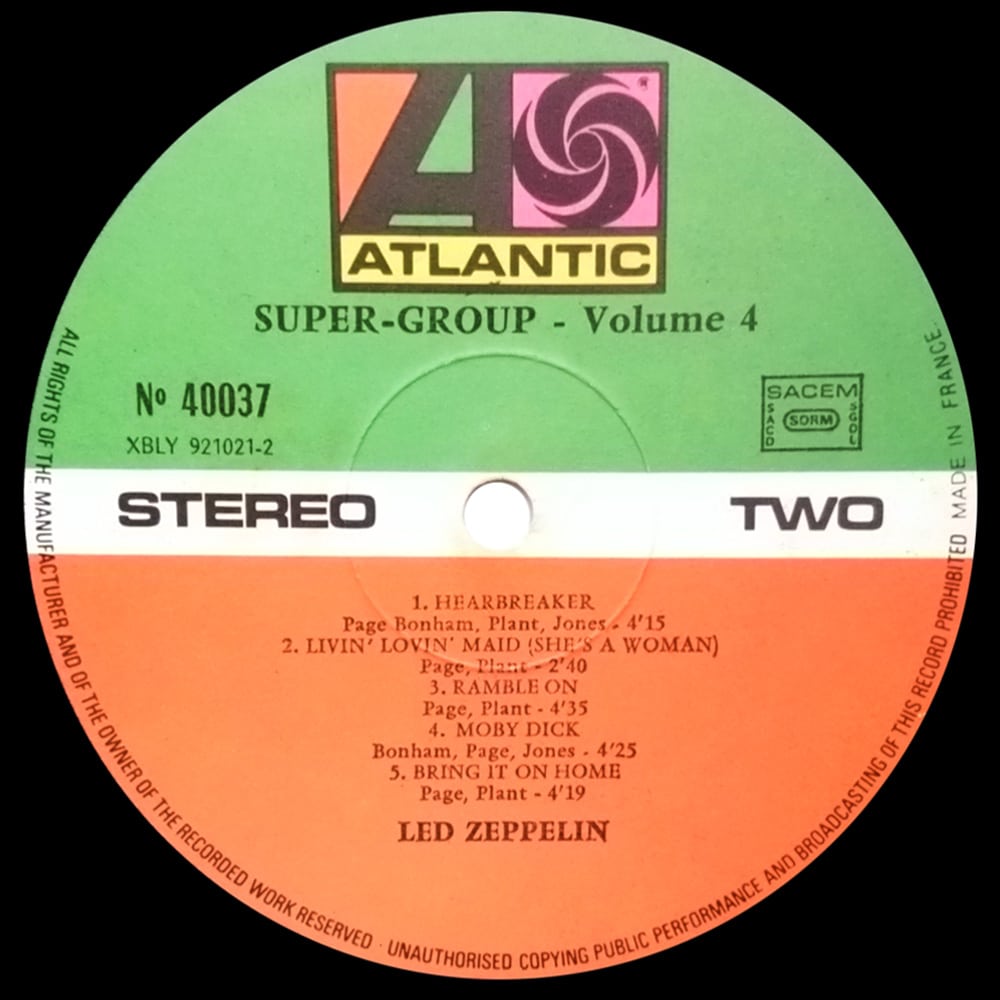 ATLANTIC
SUPER-GROUP - Volume 4
Nº 40037
XBLY 921021-2
SACEM
SACD
SDRM
SGDL
STEREO
TWO
1. HEARBREAKER
Page Bonham, Plant, Jones - 4'15
2. LIVIN' LOVIN' MAID (SHE'S A WOMAN)
Page, Plant - 2'40
3. RAMBLE ON
Page, Plant - 4'35
4. MOBY DICK
Bonham, Page, Jones - 4'25
5. BRING IT ON HOME
Page, Plant - 4'19
LED ZEPPELIN
ALL RIGHTS OF THE MANUFACTURER AND OF THE OWNER OF THE RECORDED WORK RESERVED · UNAUTHORISED COPYING PUBLIC PERFORMANCE AND BROADCASTING OF THIS RECORD PROHIBITED MADE IN FRANCE.